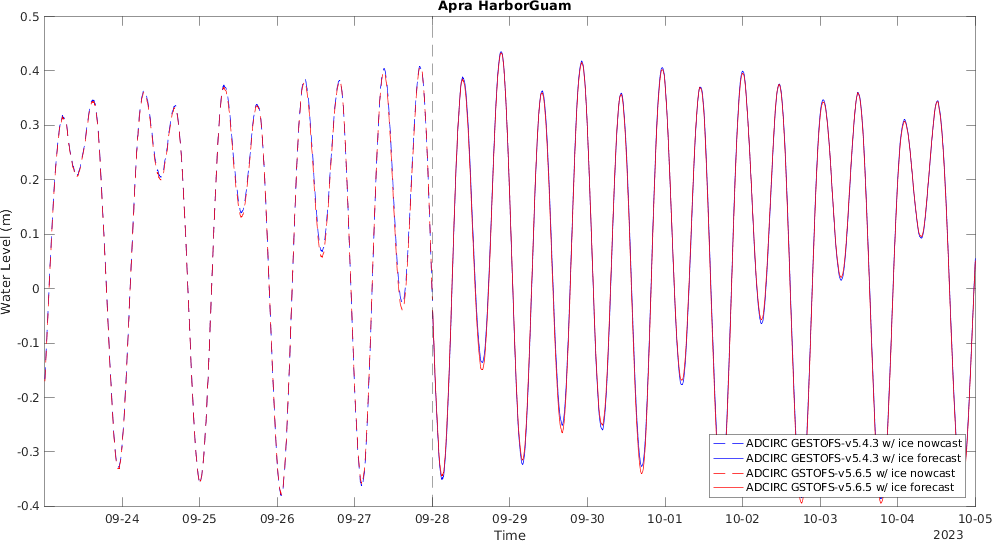 Apra HarborGuam
0.5
0.4
0.3
0.2
0.1
0
-0.1
-0.2
-0.3
-0.4
Water Level (m)
09-24 09-25 09-26 09-27 09-28 09-29 09-30 10-01 10-02 10-03 10-04 10-05
Time
2023
ADCIRC GESTOFS-v5.4.3 w/ ice nowcast
ADCIRC GESTOFS-v5.4.3 w/ ice forecast
ADCIRC GSTOFS-v5.6.5 w/ ice nowcast
ADCIRC GSTOFS-v5.6.5 w/ ice forecast